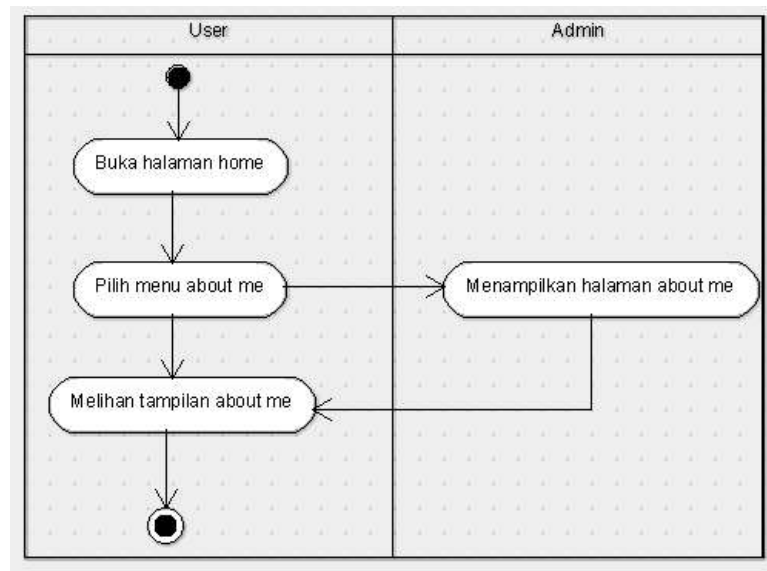 User
Admin
Buka halaman home
Pilih menu about me
Menampilkan halaman about me
Melihan tampilan about me